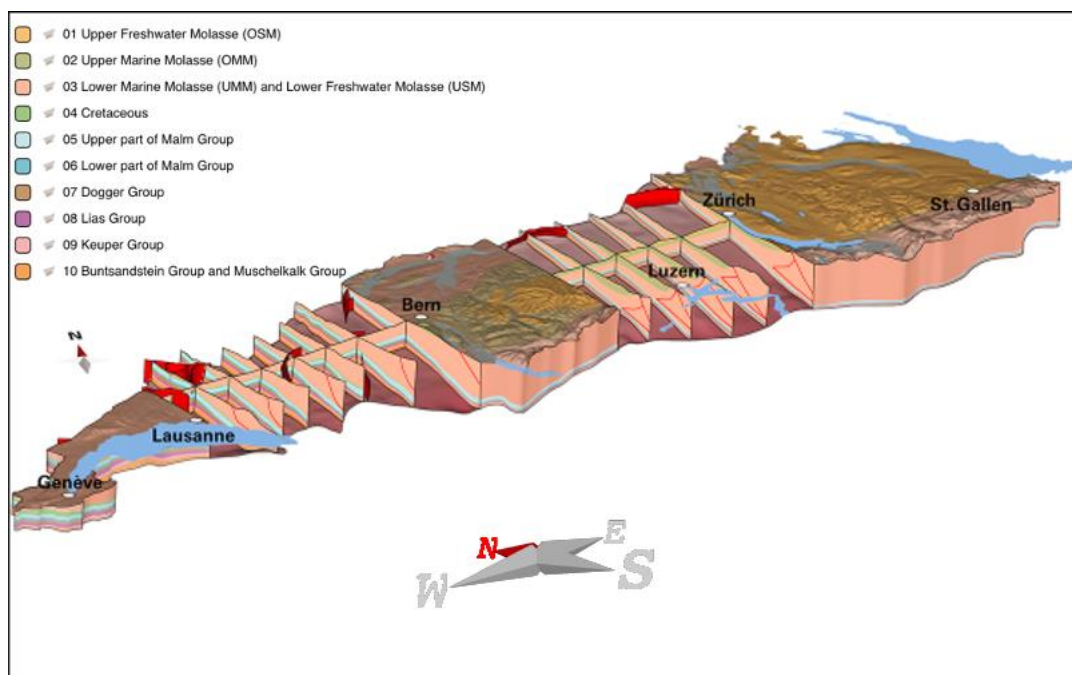 01 Upper Freshwater Molasse (OSM)
02 Upper Marine Molasse (OMM)
03 Lower Marine Molasse (UMM) and Lower Freshwater Molasse (USM)
04 Cretaceous
05 Upper part of Malm Group
06 Lower part of Malm Group
07 Dogger Group
08 Lias Group
09 Keuper Group
10 Buntsandstein Group and Muschelkalk Group
Zürich
St. Gallen
Luzern
Bern
N
Lausanne
Genève
N
E
W
S